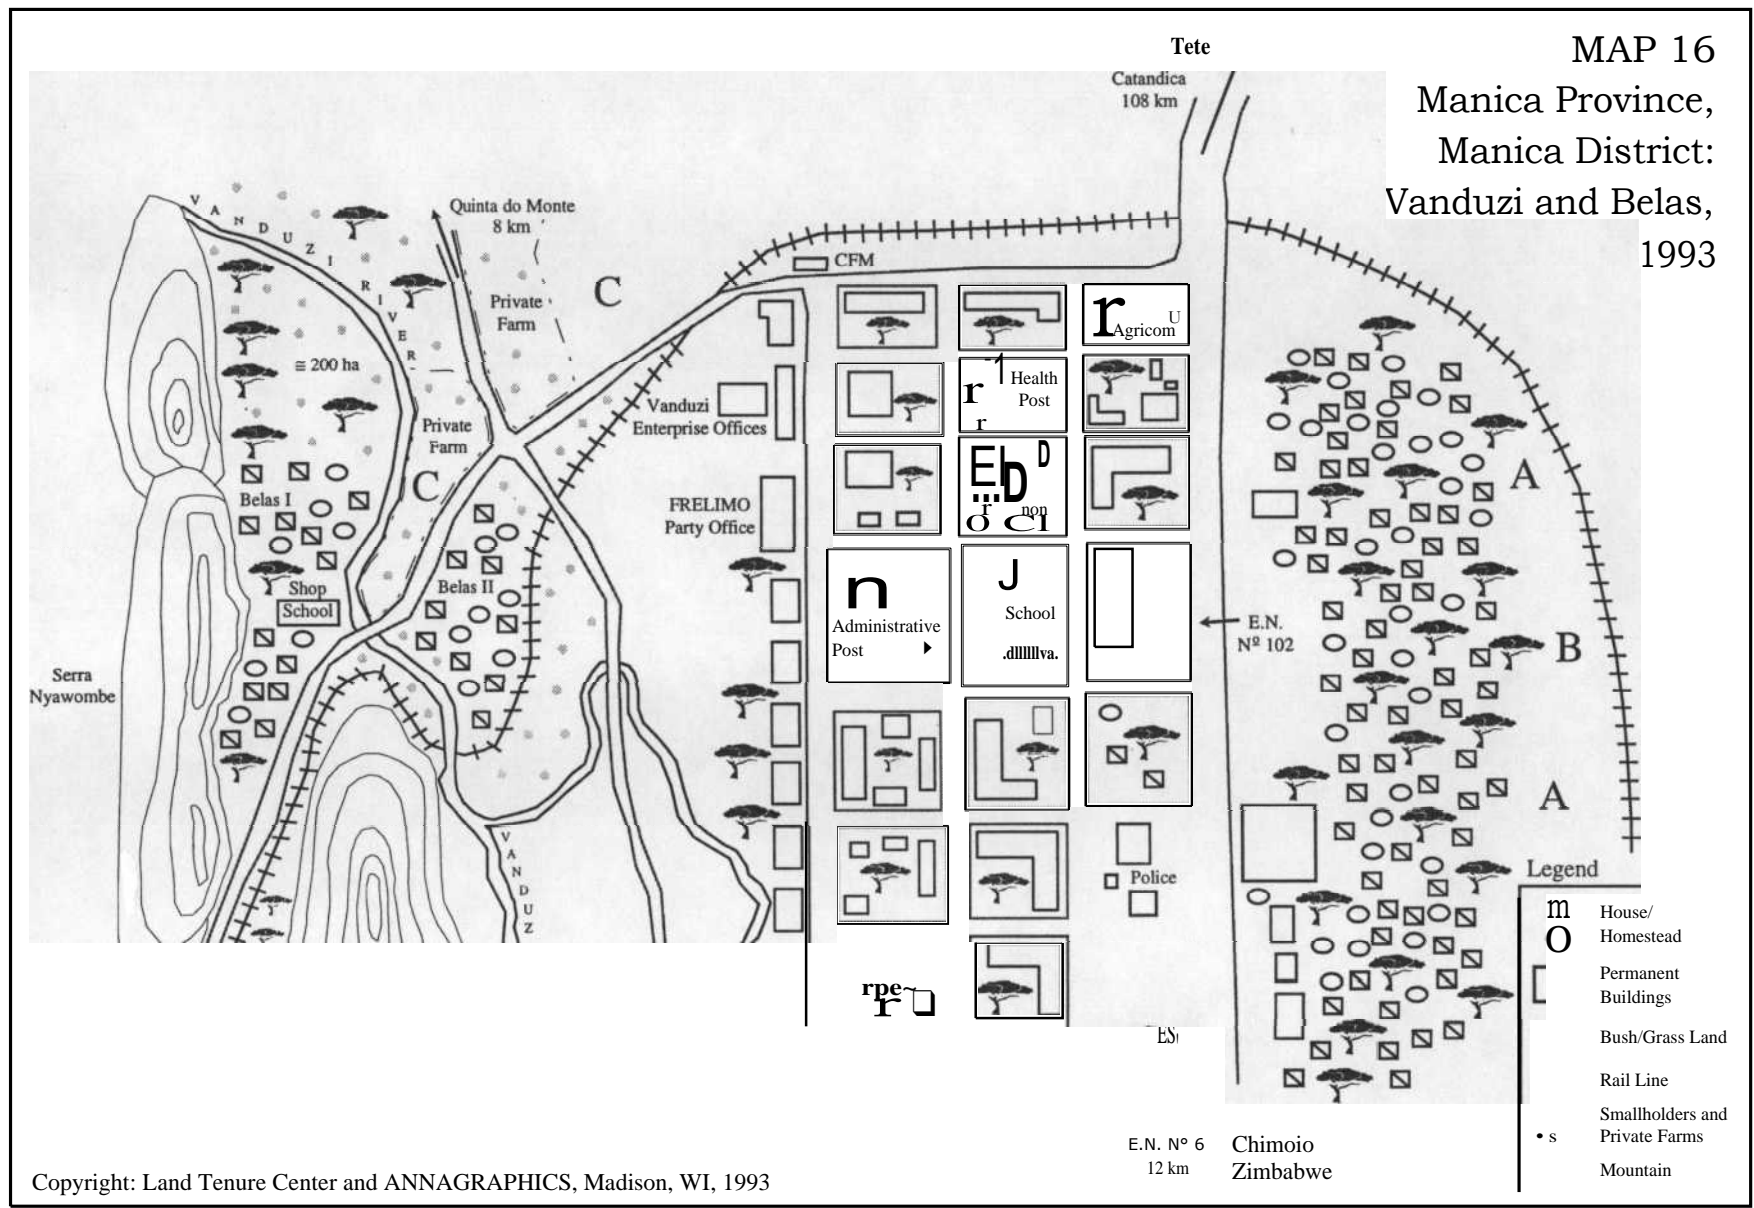 MAP 16
Manica Province,
Manica District:
Vanduzi and Belas,
1993
Tete
Catandica
108 km
Quinta do Monte
8 km
VANDUZI RIVER
Private
Farm
C
CFM
≅ 200 ha
Private
Farm
C
Vanduzi
Enterprise Offices
FRELIMO
Party Office
U
Agricom
Health
Post
Belas I
Shop
School
Belas II
Administrative
Post
School
E.N.
Nº 102
A
B
A
Serra
Nyawombe
VANDUZ
Police
Legend
House/
Homestead
Permanent
Buildings
Bush/Grass Land
Rail Line
Smallholders and
Private Farms
Mountain
E.N. N° 6
12 km
Chimoio
Zimbabwe
Copyright: Land Tenure Center and ANNAGRAPHICS, Madison, WI, 1993